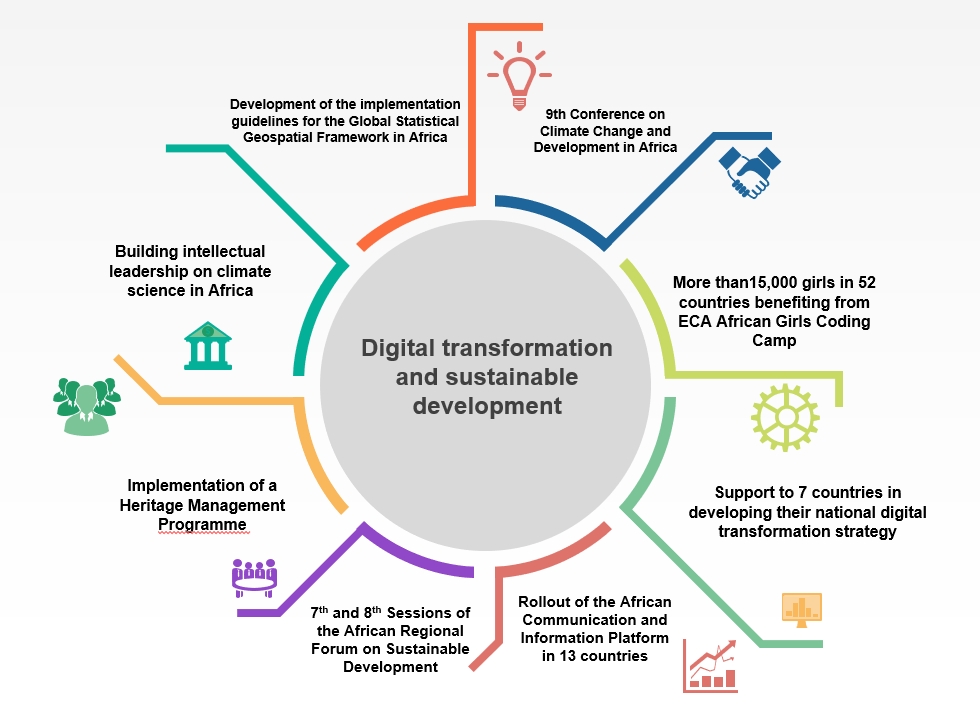 Development of the implementation
guidelines for the Global Statistical
Geospatial Framework in Africa
9th Conference on
Climate Change and
Development in Africa
Building intellectual
leadership on climate
science in Africa
More than15,000 girls in 52
countries benefiting from
ECA African Girls Coding
Camp
Digital transformation
and sustainable
development
Implementation of a
Heritage Management
Programme
Support to 7 countries in
developing their national digital
transformation strategy
7th and 8th Sessions of
the African Regional
Forum on Sustainable
Development
Rollout of the African
Communication and
Information Platform
in 13 countries